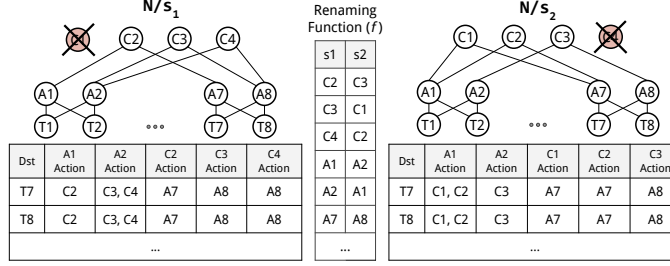 N/s1
C2 C3 C4
A1 A2 A7 A8
T1 T2 ... T7 T8
Dst A1 Action A2 Action C2 Action C3 Action C4 Action
T7 C2 C3, C4 A7 A8 A8
T8 C2 C3, C4 A7 A8 A8
...
Renaming
Function (f)
s1 s2
C2 C3
C3 C1
C4 C2
A1 A2
A2 A1
A7 A8
...
N/s2
C1 C2 C3
A1 A2 A7 A8
T1 T2 ... T7 T8
Dst A1 Action A2 Action C1 Action C2 Action C3 Action
T7 C1, C2 C3 A7 A7 A8
T8 C1, C2 C3 A7 A7 A8
...